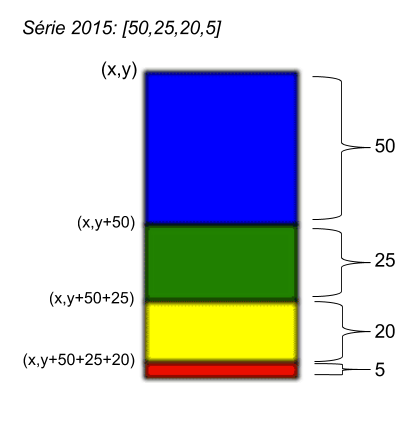 Série 2015: [50,25,20,5]
(x,y)
50
(x,y+50)
25
(x,y+50+25)
20
(x,y+50+25+20)
5